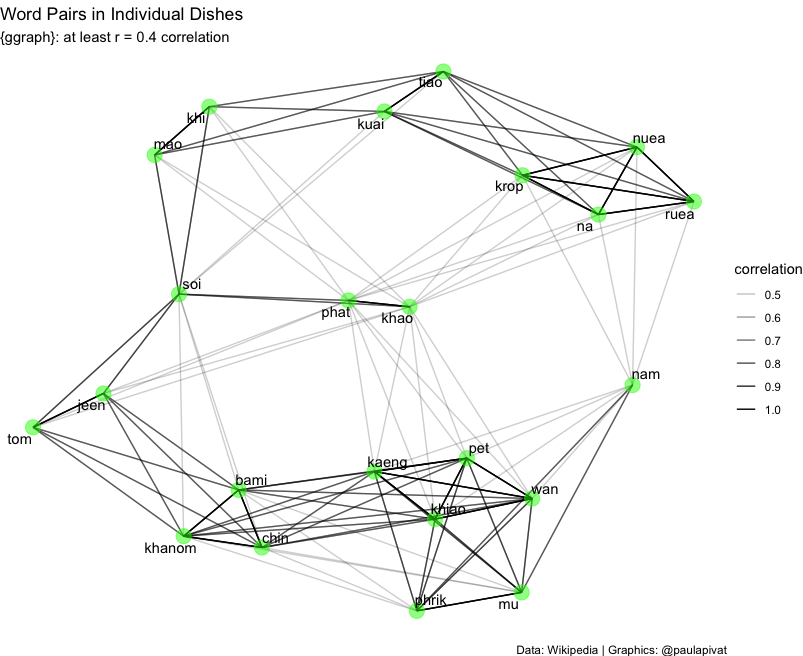 Word Pairs in Individual Dishes
{ggraph}: at least r = 0.4 correlation
tiao
khi
kuai
mao
nuea
krop
ruea
na
soi
phat
khao
correlation
0.5
0.6
0.7
0.8
0.9
1.0
nam
jeen
tom
pet
kaeng
bami
wan
khiao
chin
khanom
phrik
mu
Data: Wikipedia | Graphics: @paulapivat